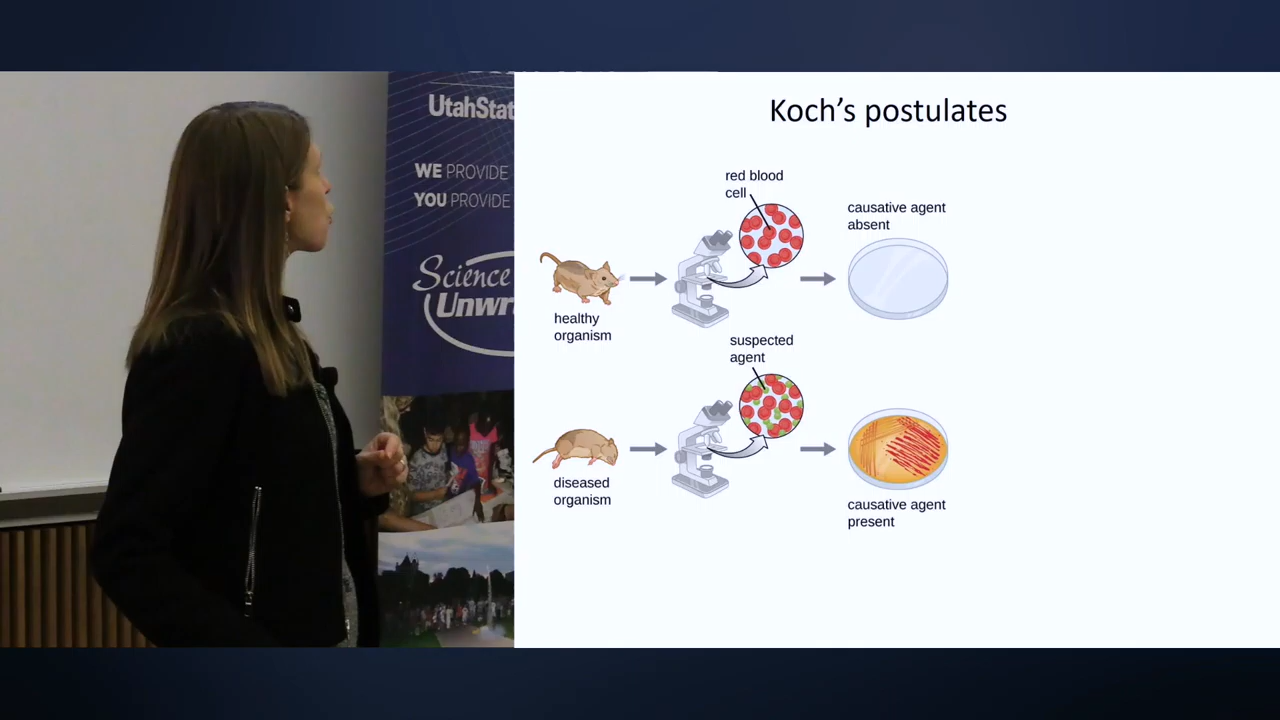 UtahStat
WE PROVIDE
YOU PROVIDE
Science
Unwr
Koch's postulates
red blood
cell
causative agent
absent
healthy
organism
suspected
agent
diseased
organism
causative agent
present